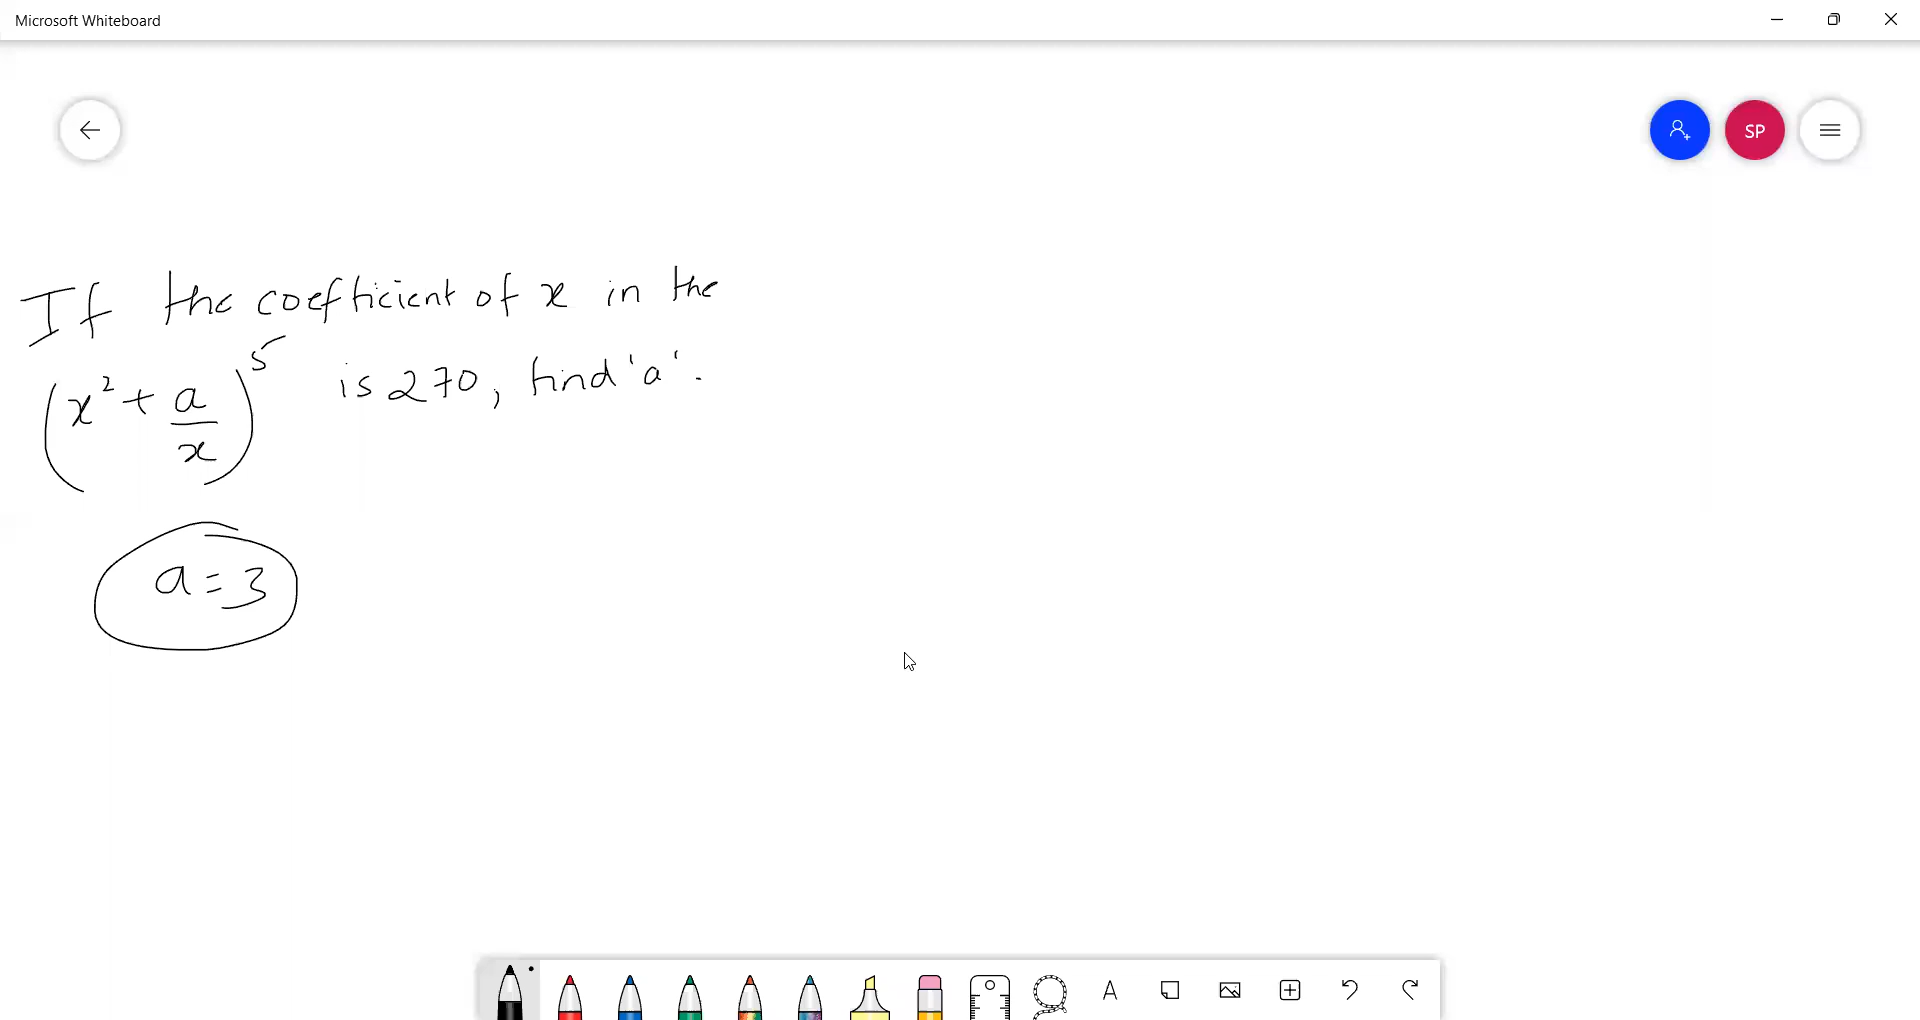 Microsoft Whiteboard
SP
If the coefficient of x in the
(x² + a/x)⁵ is 270, find 'a'.
a = 3
A